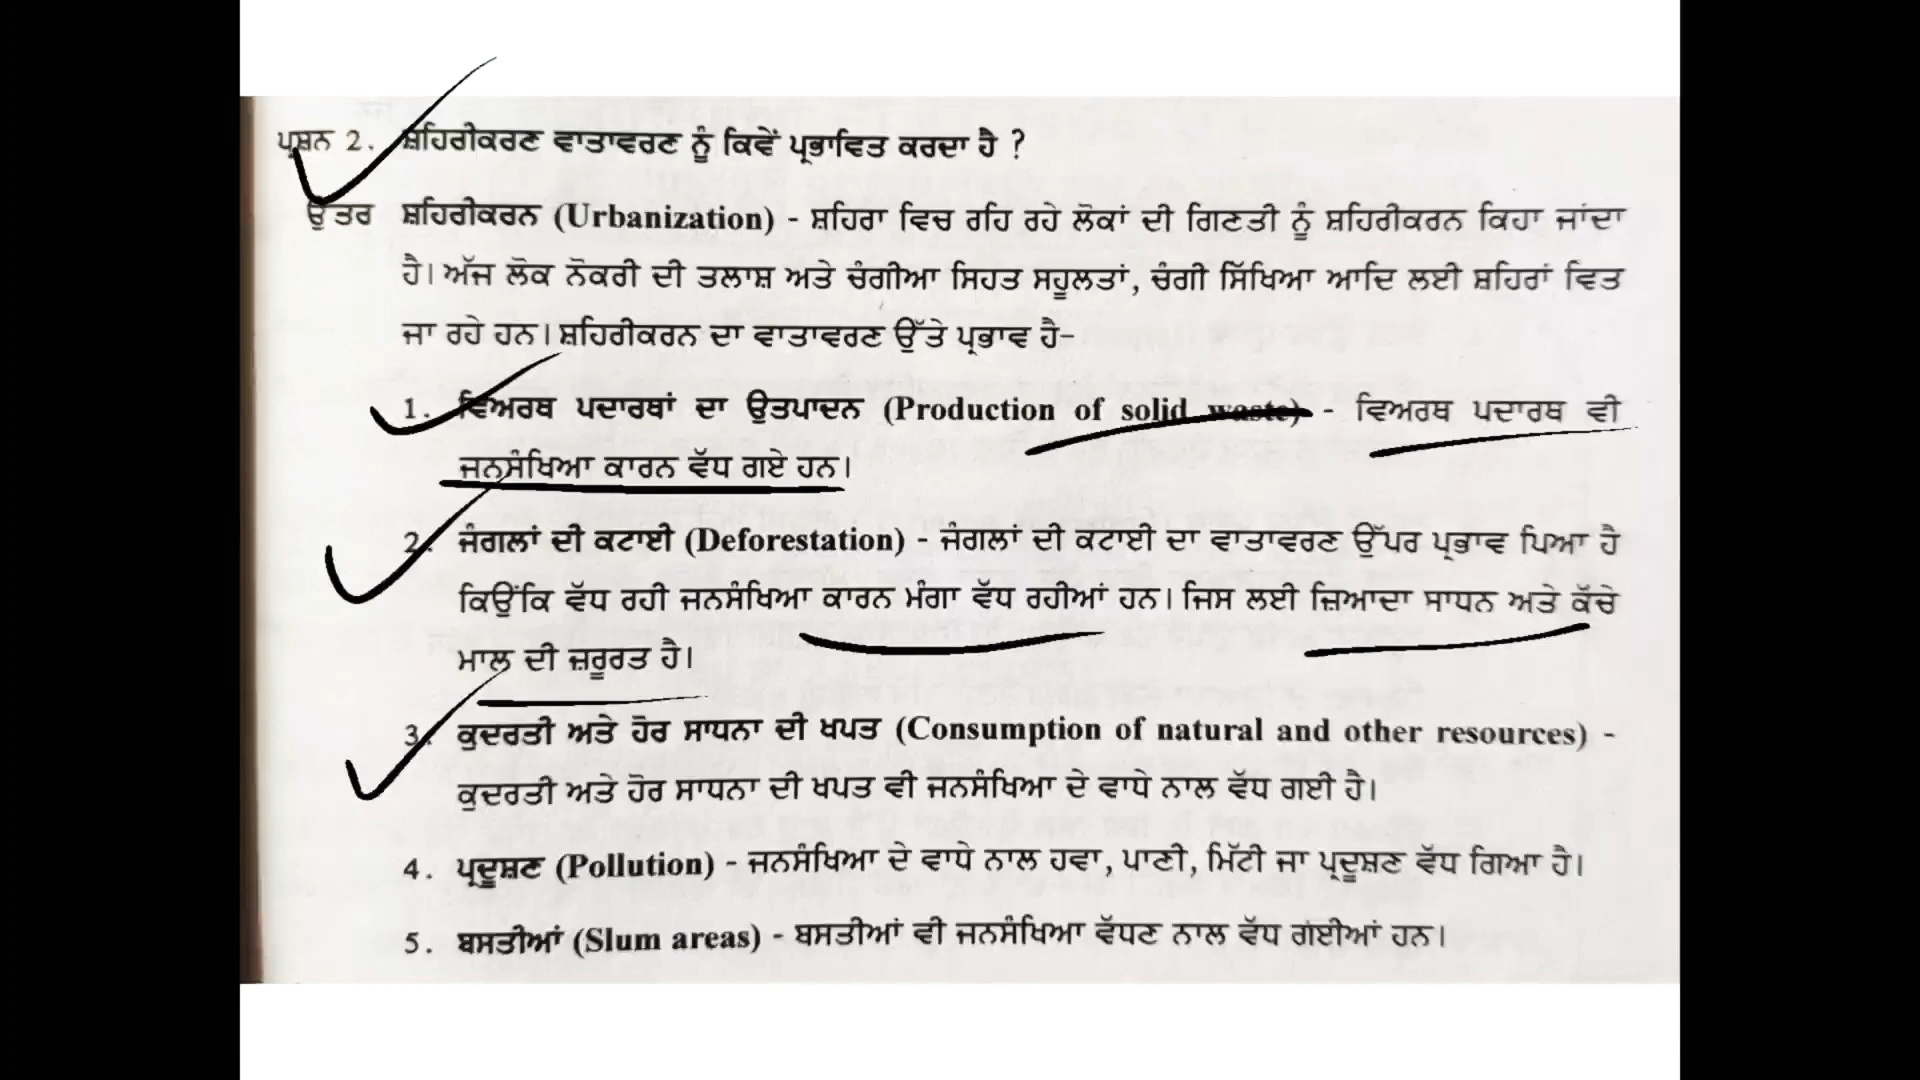 ਪ੍ਰਸ਼ਨ 2. ਸ਼ਹਿਰੀਕਰਣ ਵਾਤਾਵਰਣ ਨੂੰ ਕਿਵੇਂ ਪ੍ਰਭਾਵਿਤ ਕਰਦਾ ਹੈ ?
ਉੱਤਰ ਸ਼ਹਿਰੀਕਰਨ (Urbanization) - ਸ਼ਹਿਰਾ ਵਿਚ ਰਹਿ ਰਹੇ ਲੋਕਾਂ ਦੀ ਗਿਣਤੀ ਨੂੰ ਸ਼ਹਿਰੀਕਰਨ ਕਿਹਾ ਜਾਂਦਾ
ਹੈ। ਅੱਜ ਲੋਕ ਨੋਕਰੀ ਦੀ ਤਲਾਸ਼ ਅਤੇ ਚੰਗੀਆ ਸਿਹਤ ਸਹੂਲਤਾਂ, ਚੰਗੀ ਸਿੱਖਿਆ ਆਦਿ ਲਈ ਸ਼ਹਿਰਾਂ ਵਿਤ
ਜਾ ਰਹੇ ਹਨ। ਸ਼ਹਿਰੀਕਰਨ ਦਾ ਵਾਤਾਵਰਣ ਉੱਤੇ ਪ੍ਰਭਾਵ ਹੈ-
1. ਵਿਅਰਥ ਪਦਾਰਥਾਂ ਦਾ ਉਤਪਾਦਨ (Production of solid waste) - ਵਿਅਰਥ ਪਦਾਰਥ ਵੀ
ਜਨਸੰਖਿਆ ਕਾਰਨ ਵੱਧ ਗਏ ਹਨ।
2. ਜੰਗਲਾਂ ਦੀ ਕਟਾਈ (Deforestation) - ਜੰਗਲਾਂ ਦੀ ਕਟਾਈ ਦਾ ਵਾਤਾਵਰਣ ਉੱਪਰ ਪ੍ਰਭਾਵ ਪਿਆ ਹੈ
ਕਿਉਂਕਿ ਵੱਧ ਰਹੀ ਜਨਸੰਖਿਆ ਕਾਰਨ ਮੰਗਾ ਵੱਧ ਰਹੀਆਂ ਹਨ। ਜਿਸ ਲਈ ਜ਼ਿਆਦਾ ਸਾਧਨ ਅਤੇ ਕੱਚੇ
ਮਾਲ ਦੀ ਜ਼ਰੂਰਤ ਹੈ।
3. ਕੁਦਰਤੀ ਅਤੇ ਹੋਰ ਸਾਧਨਾ ਦੀ ਖਪਤ (Consumption of natural and other resources) -
ਕੁਦਰਤੀ ਅਤੇ ਹੋਰ ਸਾਧਨਾ ਦੀ ਖਪਤ ਵੀ ਜਨਸੰਖਿਆ ਦੇ ਵਾਧੇ ਨਾਲ ਵੱਧ ਗਈ ਹੈ।
4. ਪ੍ਰਦੂਸ਼ਣ (Pollution) - ਜਨਸੰਖਿਆ ਦੇ ਵਾਧੇ ਨਾਲ ਹਵਾ, ਪਾਣੀ, ਮਿੱਟੀ ਜਾ ਪ੍ਰਦੂਸ਼ਣ ਵੱਧ ਗਿਆ ਹੈ।
5. ਬਸਤੀਆਂ (Slum areas) - ਬਸਤੀਆਂ ਵੀ ਜਨਸੰਖਿਆ ਵੱਧਣ ਨਾਲ ਵੱਧ ਗਈਆਂ ਹਨ।